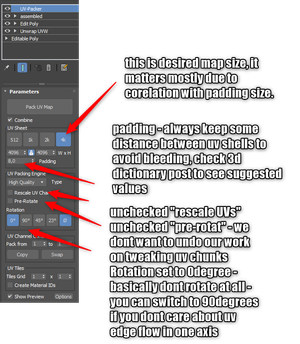 UV-Packer
assembled
Edit Poly
Unwrap UVW
Editable Poly
this is desired map size, it
matters mostly due to
corelation with padding size.
Parameters
Pack UV Map
Combine
UV Sheet
512 1k 2k 4k
4096 4096 W x H
8,0 Padding
padding - always keep some
distance between uv shells to
avoid bleeding, check 3d
dictionary post to see suggested
values
UV Packing Engine
High Quality Type
Rescale UV Cha
Pre-Rotate
Rotation
0° 90° 45° 23°
unchecked "rescale UVs"
unchecked "pre-rotat" - we
dont want to undo our work
on tweaking uv chunks
Rotation set to 0degree -
basically dont rotate at all -
you can switch to 90degrees
if you dont care about uv
edge flow in one axis
UV Channel
Pack from 1 to 1
Copy Swap
UV Tiles
Tiles Grid 1 x 1
Create Material IDs
Show Preview Options